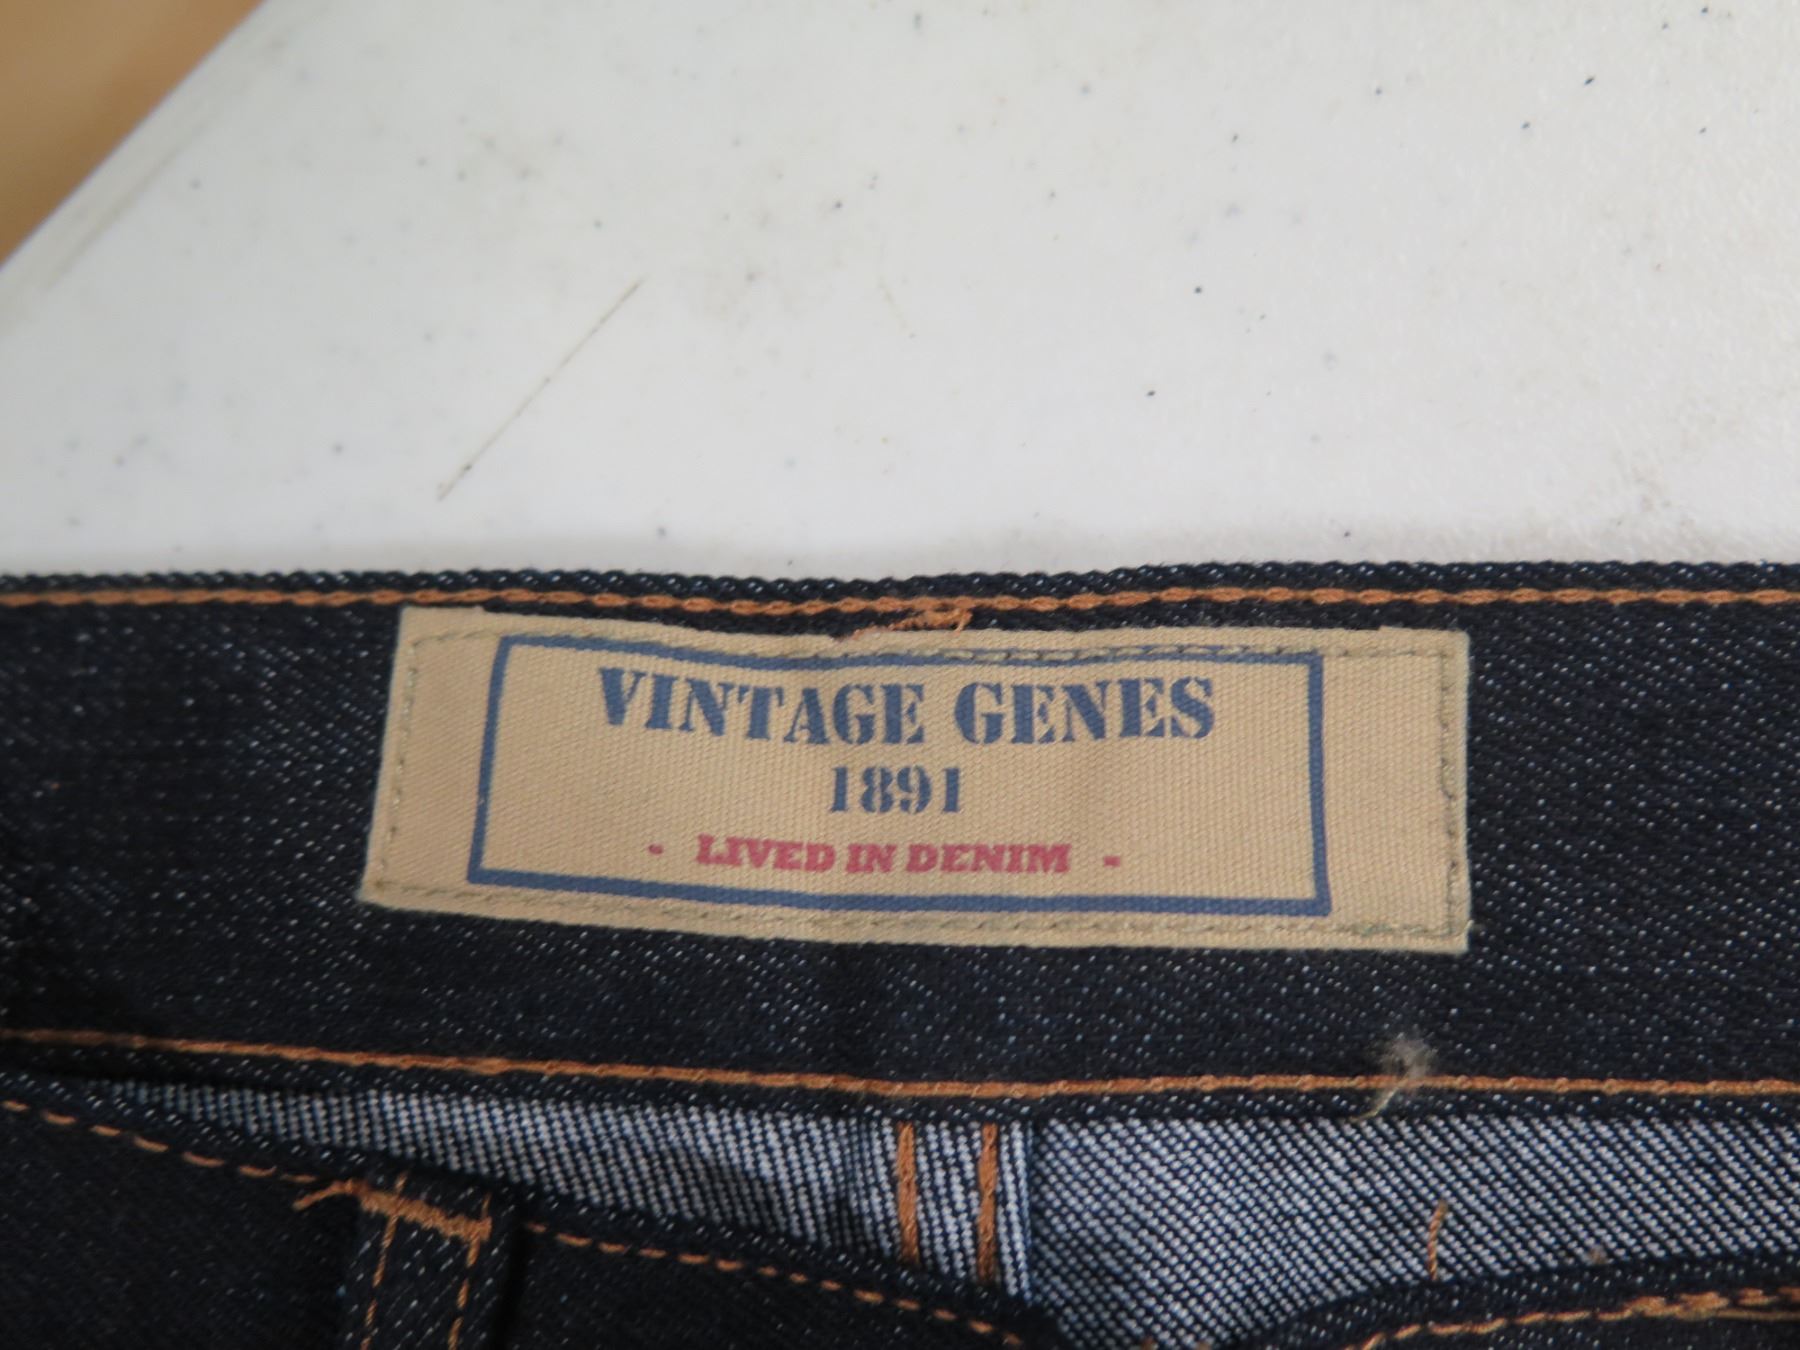 VINTAGE GENES
1891
- LIVED IN DENIM -